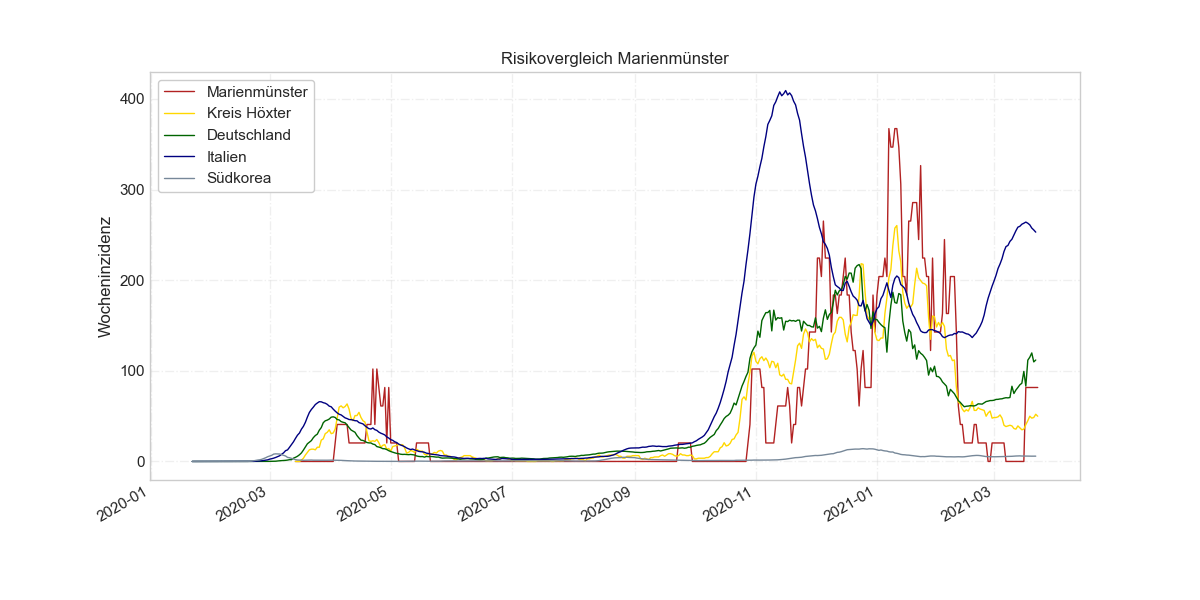 Risikovergleich Marienmünster
Marienmünster
Kreis Höxter
Deutschland
Italien
Südkorea
Wocheninzidenz
400
300
200
100
0
2020-01
2020-03
2020-05
2020-07
2020-09
2020-11
2021-01
2021-03